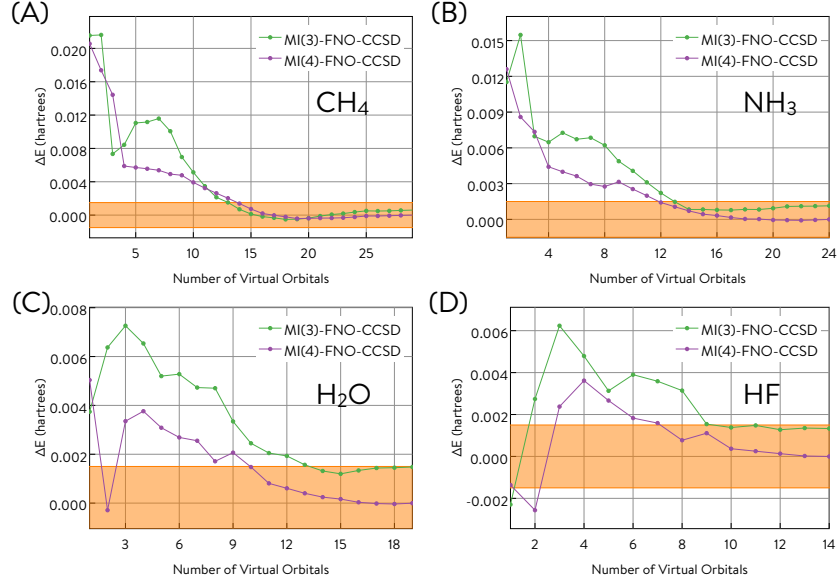 (A)
0.020
0.016
0.012
0.008
0.004
0.000
ΔE (hartrees)
MI(3)-FNO-CCSD
MI(4)-FNO-CCSD
CH₄
5 10 15 20 25
Number of Virtual Orbitals
(B)
0.015
0.012
0.009
0.006
0.003
0.000
ΔE (hartrees)
MI(3)-FNO-CCSD
MI(4)-FNO-CCSD
NH₃
4 8 12 16 20 24
Number of Virtual Orbitals
(C)
0.008
0.006
0.004
0.002
0.000
ΔE (hartrees)
MI(3)-FNO-CCSD
MI(4)-FNO-CCSD
H₂O
3 6 9 12 15 18
Number of Virtual Orbitals
(D)
0.006
0.004
0.002
0.000
-0.002
ΔE (hartrees)
MI(3)-FNO-CCSD
MI(4)-FNO-CCSD
HF
2 4 6 8 10 12 14
Number of Virtual Orbitals